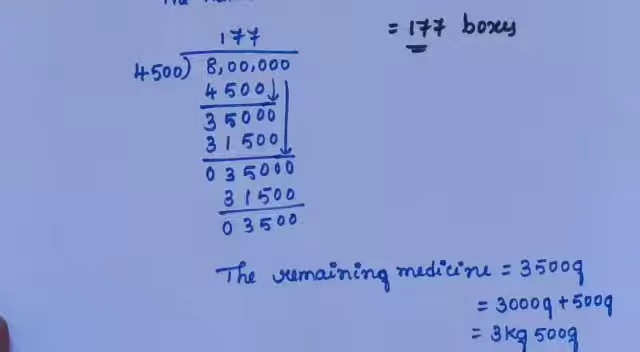 177
= 177 boxes
4500) 8,00,000
4500
35000
31500
035000
31500
03500
The remaining medicine = 3500g
= 3000g + 500g
= 3kg 500g